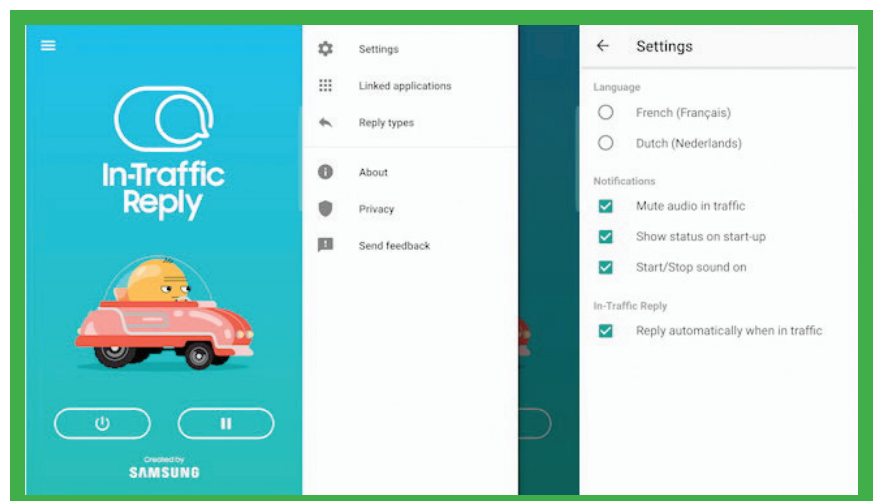 In-Traffic
Reply
Created by
SAMSUNG
Settings
Linked applications
Reply types
About
Privacy
Send feedback
Settings
Language
French (Français)
Dutch (Nederlands)
Notifications
Mute audio in traffic
Show status on start-up
Start/Stop sound on
In-Traffic Reply
Reply automatically when in traffic